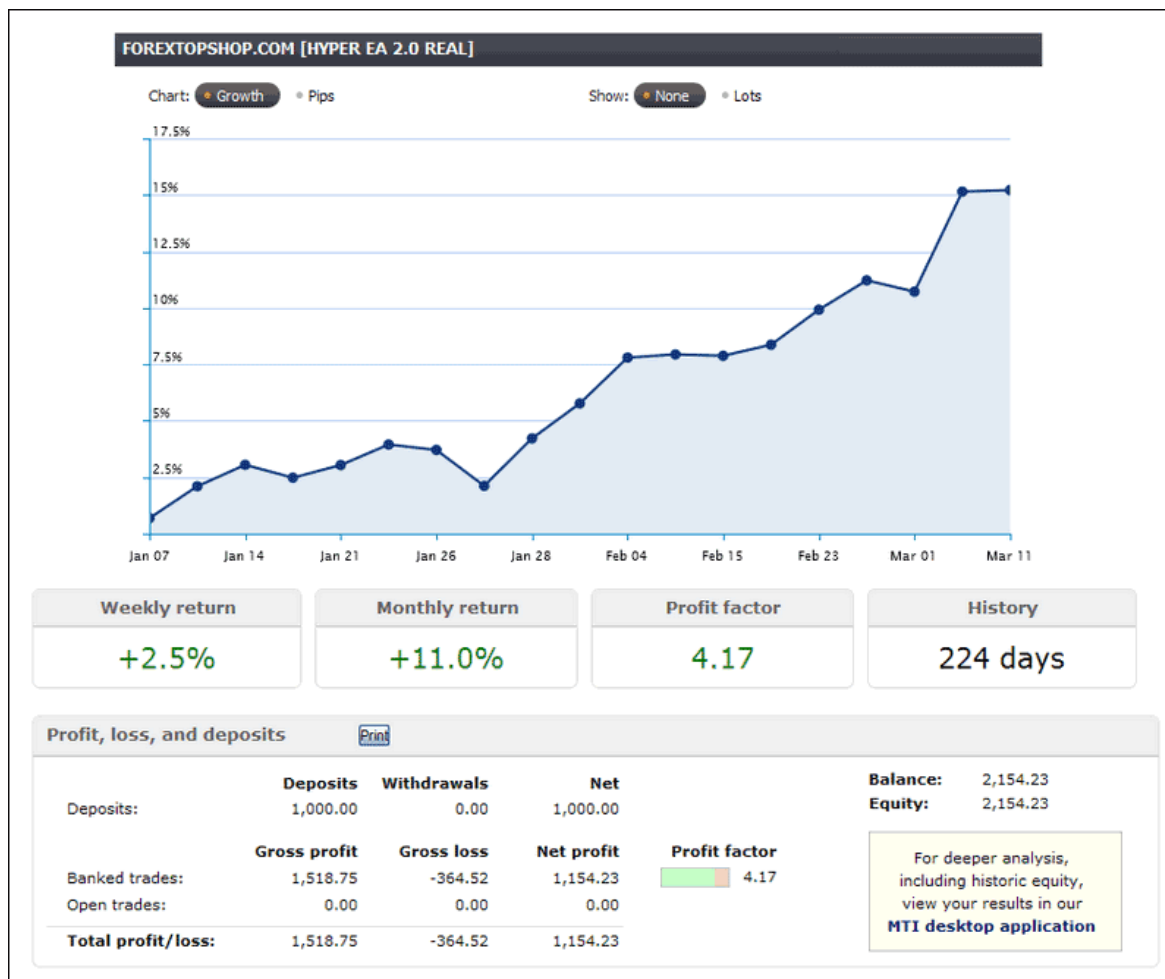 FOREXTOPSHOP.COM [HYPER EA 2.0 REAL]
Chart: Growth Pips Show: None Lots
17.5%
15%
12.5%
10%
7.5%
5%
2.5%
Jan 07 Jan 14 Jan 21 Jan 26 Jan 28 Feb 04 Feb 15 Feb 23 Mar 01 Mar 11
Weekly return Monthly return Profit factor History
+2.5% +11.0% 4.17 224 days
Profit, loss, and deposits Print
Deposits Withdrawals Net Balance: 2,154.23
Deposits: 1,000.00 0.00 1,000.00 Equity: 2,154.23
Gross profit Gross loss Net profit Profit factor
Banked trades: 1,518.75 -364.52 1,154.23 4.17
Open trades: 0.00 0.00 0.00
Total profit/loss: 1,518.75 -364.52 1,154.23
For deeper analysis,
including historic equity,
view your results in our
MTI desktop application